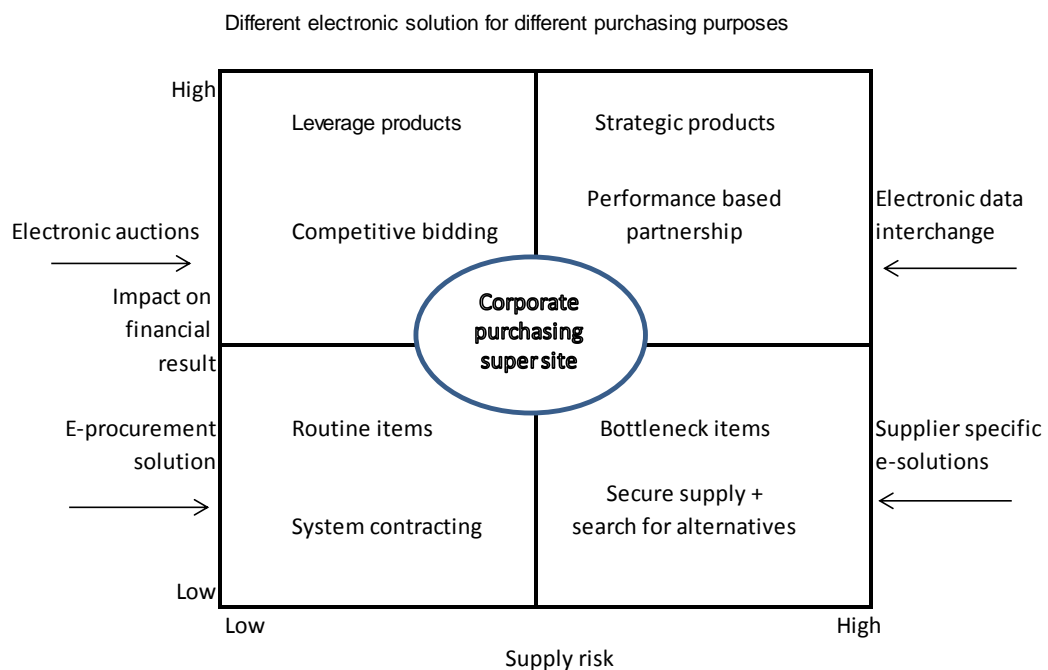 Different electronic solution for different purchasing purposes
High
Leverage products
Strategic products
Electronic auctions
Competitive bidding
Performance based
partnership
Electronic data
interchange
Impact on
financial
result
Corporate
purchasing
super site
E-procurement
solution
Routine items
Bottleneck items
Supplier specific
e-solutions
System contracting
Secure supply +
search for alternatives
Low
Low
High
Supply risk